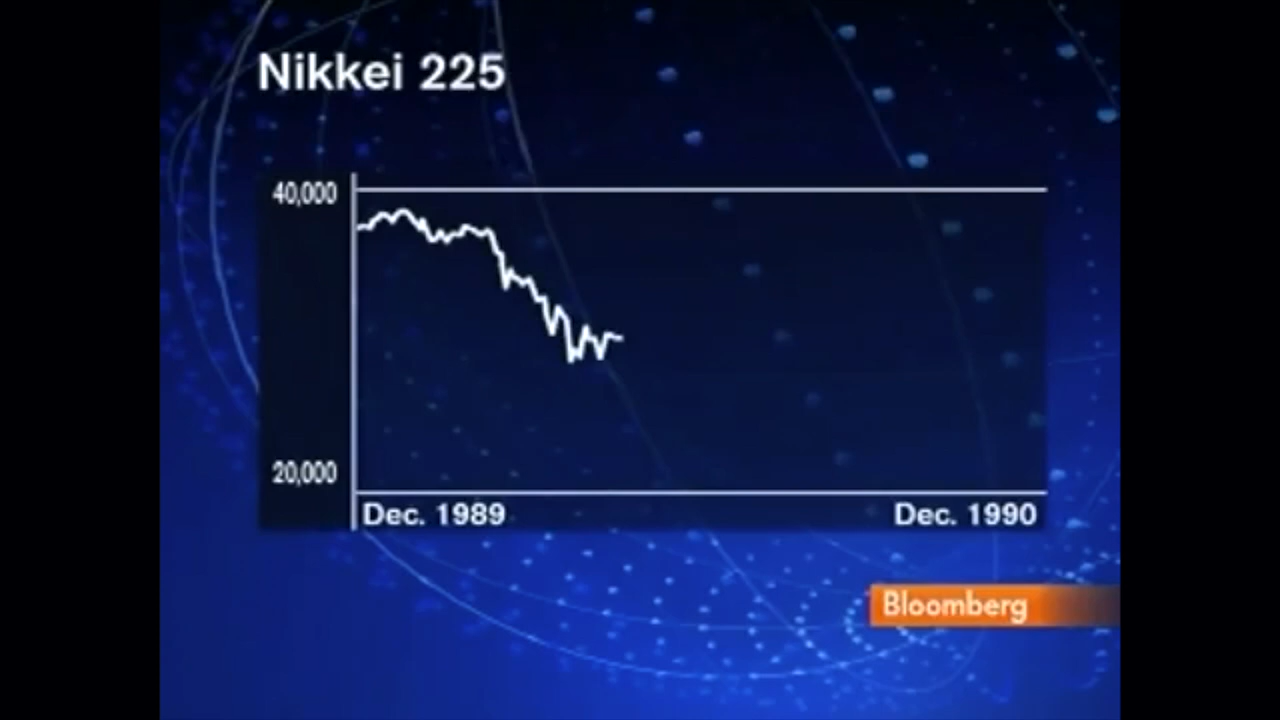 Nikkei 225
40,000
20,000
Dec. 1989 Dec. 1990
Bloomberg